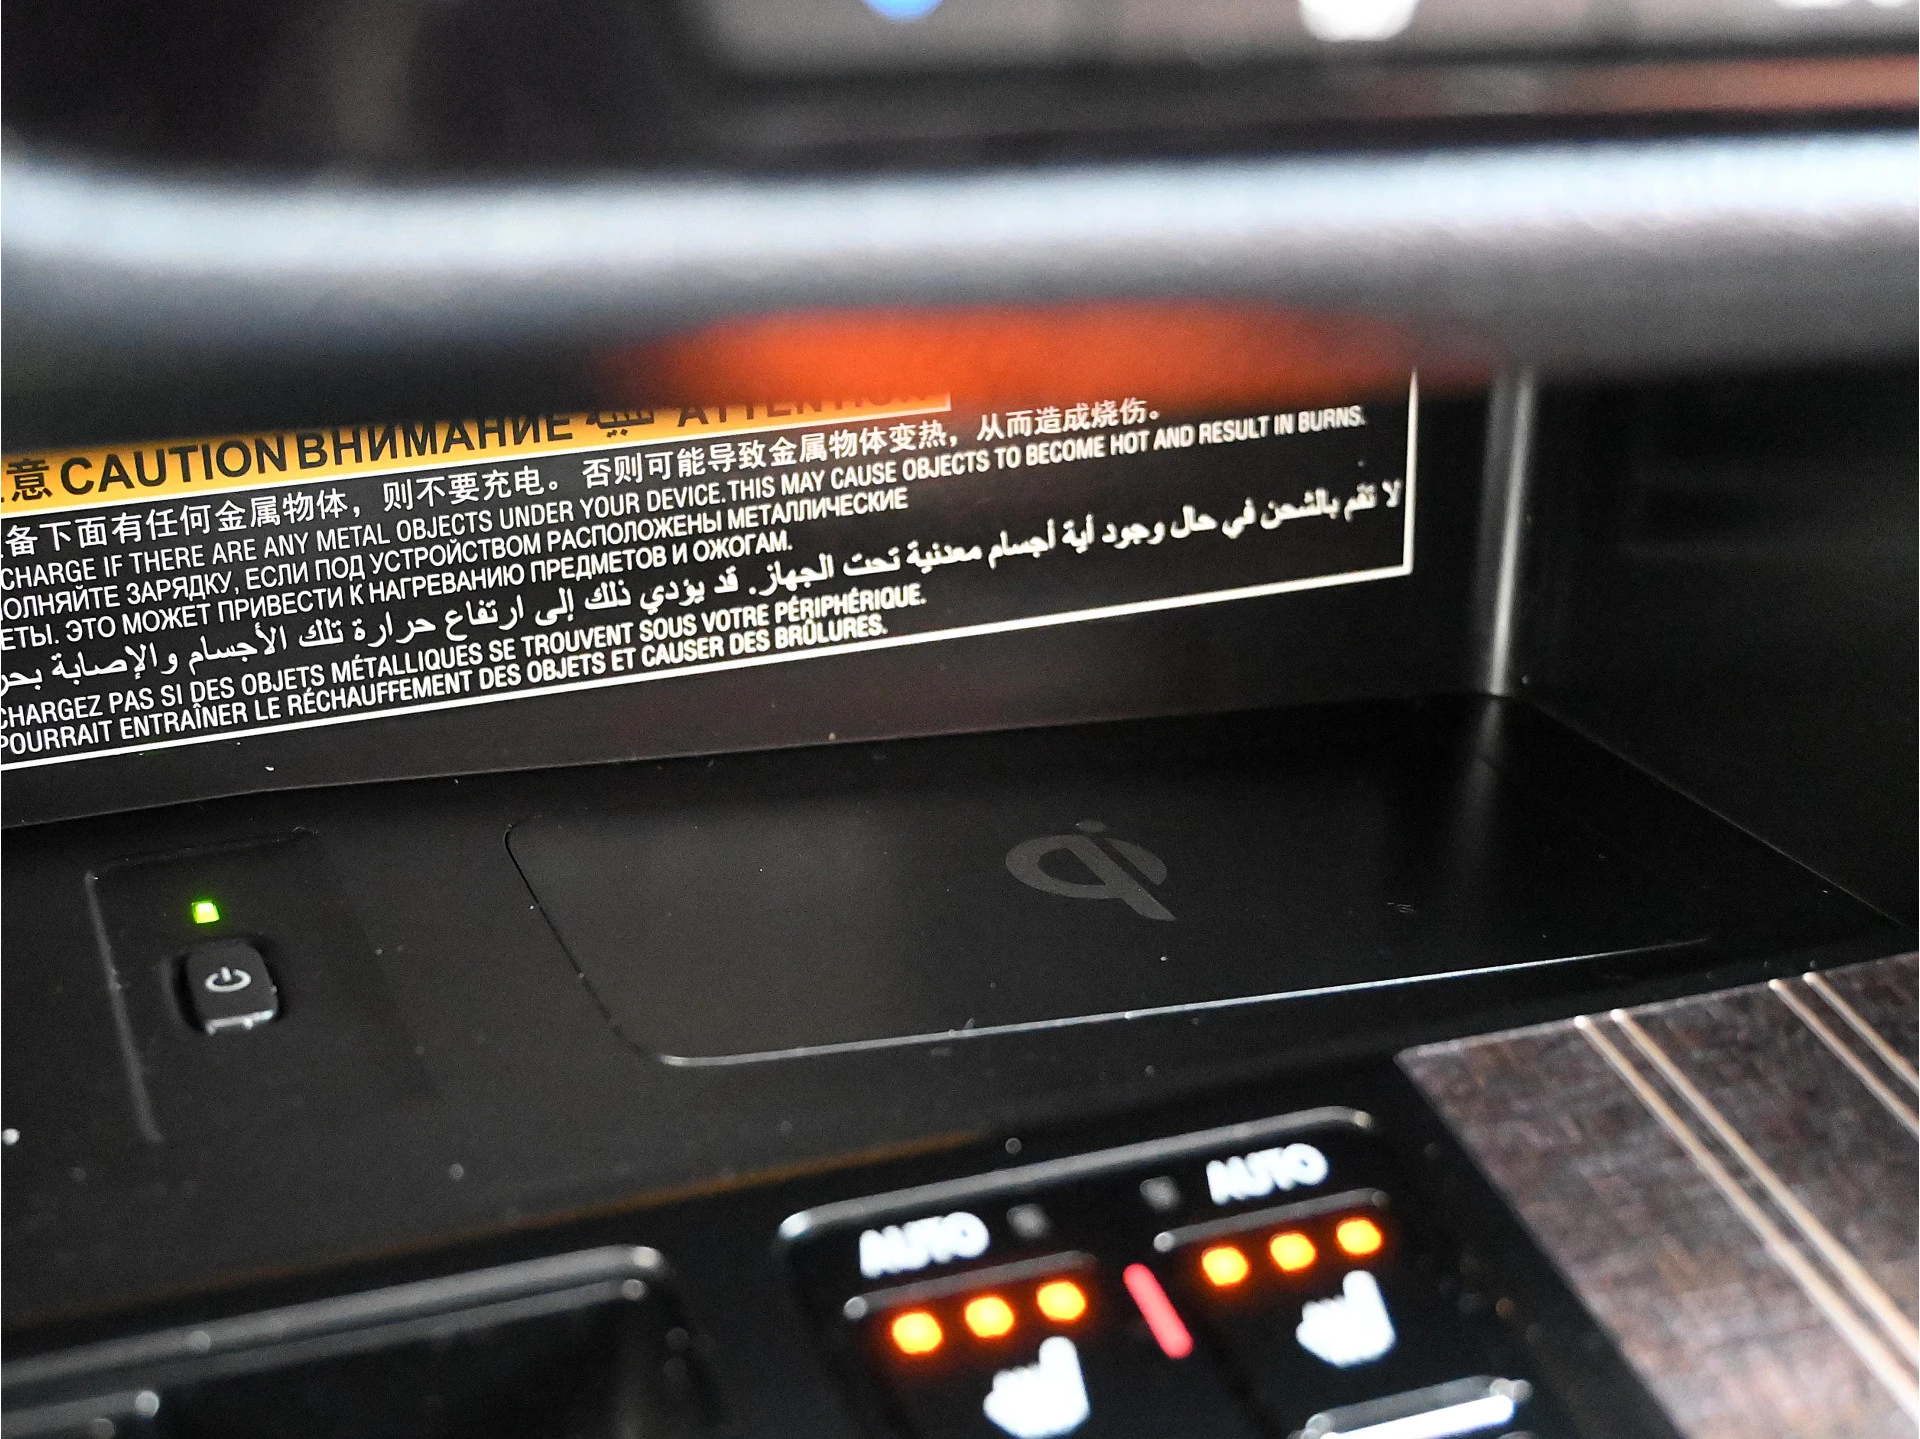 意 CAUTION ВНИМАНИЕ تنبيه ATTENTION
备下面有任何金属物体，则不要充电。否则可能导致金属物体变热，从而造成烧伤。
CHARGE IF THERE ARE ANY METAL OBJECTS UNDER YOUR DEVICE. THIS MAY CAUSE OBJECTS TO BECOME HOT AND RESULT IN BURNS.
ОЛНЯЙТЕ ЗАРЯДКУ, ЕСЛИ ПОД УСТРОЙСТВОМ РАСПОЛОЖЕНЫ МЕТАЛЛИЧЕСКИЕ
ЕТЫ. ЭТО МОЖЕТ ПРИВЕСТИ К НАГРЕВАНИЮ ПРЕДМЕТОВ И ОЖОГАМ.
لا تقم بالشحن في حال وجود أية أجسام معدنية تحت الجهاز. قد يؤدي ذلك إلى ارتفاع حرارة تلك الأجسام والإصابة بحر
CHARGEZ PAS SI DES OBJETS MÉTALLIQUES SE TROUVENT SOUS VOTRE PÉRIPHÉRIQUE.
POURRAIT ENTRAÎNER LE RÉCHAUFFEMENT DES OBJETS ET CAUSER DES BRÛLURES.
AUTO AUTO